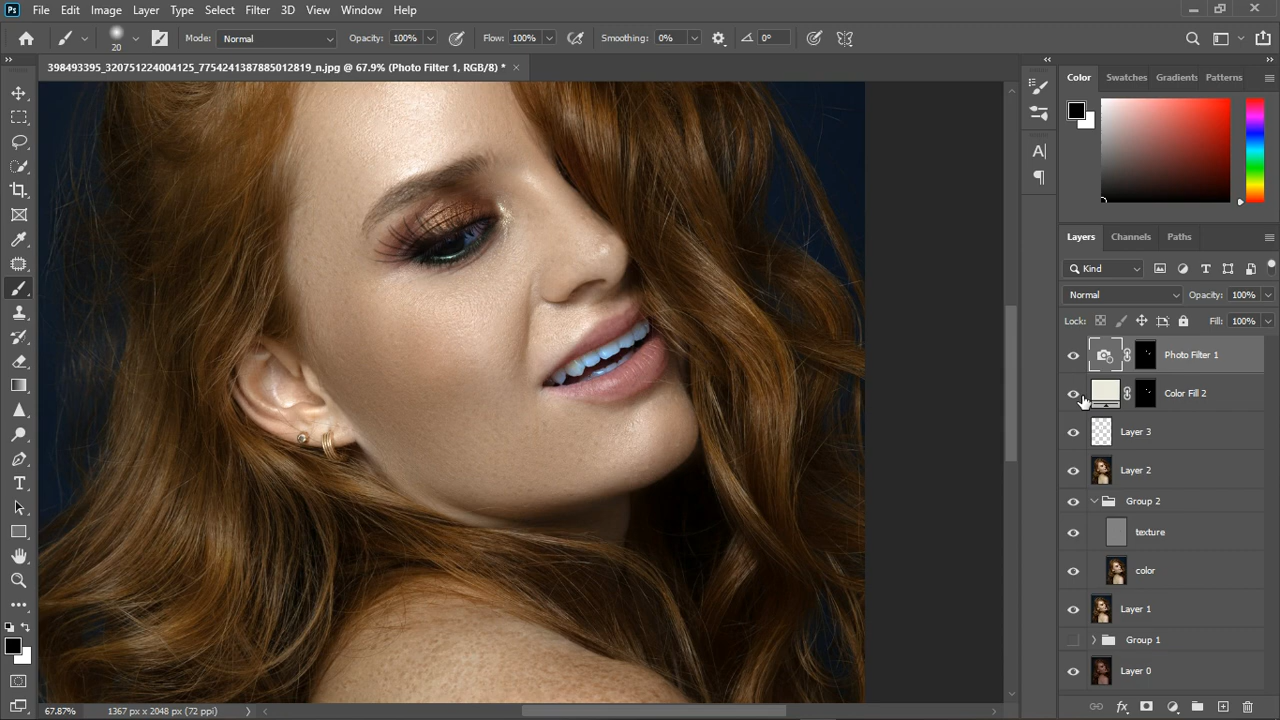 Ps File Edit Image Layer Type Select Filter 3D View Window Help
20 Mode: Normal Opacity: 100% Flow: 100% Smoothing: 0% 0°
398493395_320751224004125_7754241387885012819_n.jpg @ 67.9% (Photo Filter 1, RGB/8) * ×
Color Swatches Gradients Patterns
A|
Layers Channels Paths
Kind
Normal Opacity: 100%
Lock: Fill: 100%
Photo Filter 1
Color Fill 2
Layer 3
Layer 2
Group 2
texture
color
Layer 1
Group 1
Layer 0
67.87% 1367 px x 2048 px (72 ppi)
fx